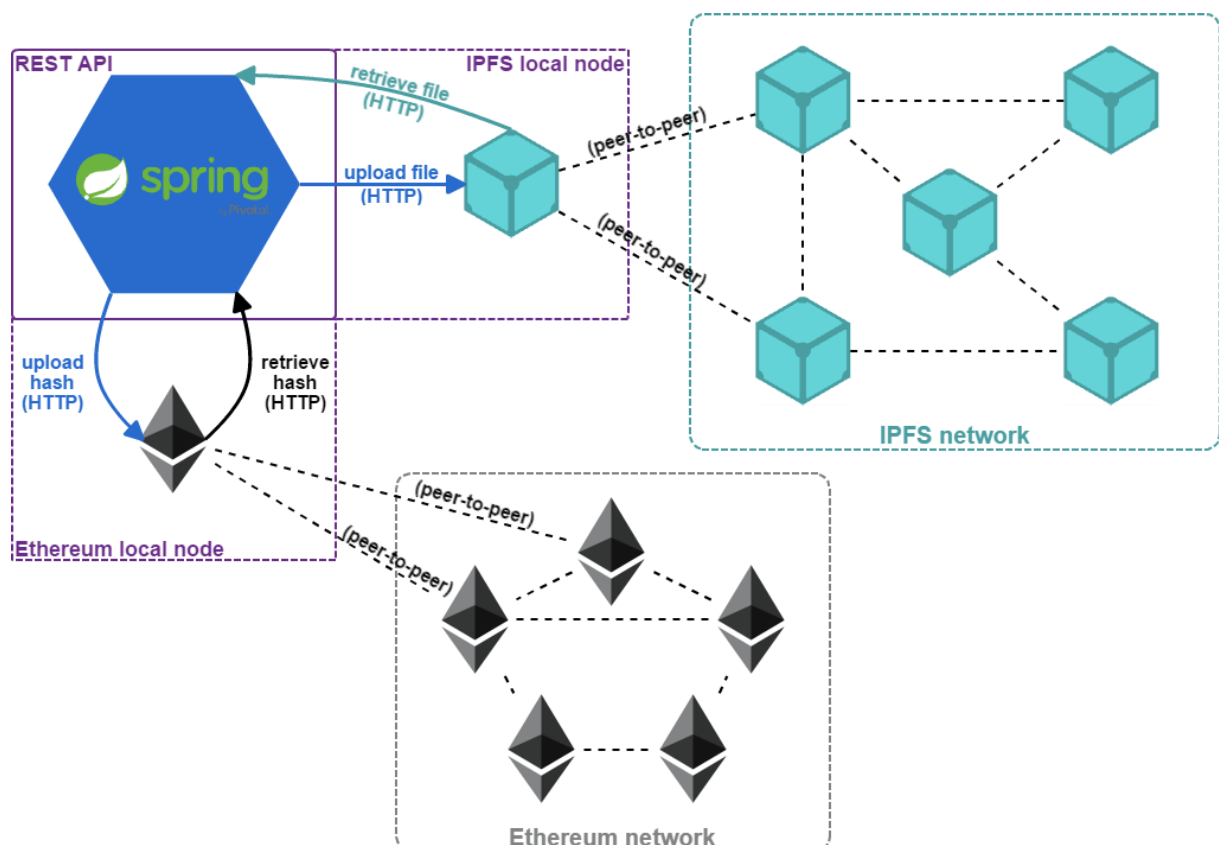 REST API
IPFS local node
retrieve file
(HTTP)
spring
by Pivotal
upload file
(HTTP)
(peer-to-peer)
(peer-to-peer)
IPFS network
upload
hash
(HTTP)
retrieve
hash
(HTTP)
Ethereum local node
(peer-to-peer)
(peer-to-peer)
Ethereum network